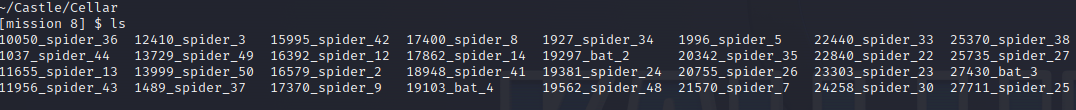 ~/Castle/Cellar
[mission 8] $ ls
10050_spider_36 12410_spider_3 15995_spider_42 17400_spider_8 1927_spider_34 1996_spider_5 22440_spider_33 25370_spider_38
1037_spider_44 13729_spider_49 16392_spider_12 17862_spider_14 19297_bat_2 20342_spider_35 22840_spider_22 25735_spider_27
11655_spider_13 13999_spider_50 16579_spider_2 18948_spider_41 19381_spider_24 20755_spider_26 23303_spider_23 27430_bat_3
11956_spider_43 1489_spider_37 17370_spider_9 19103_bat_4 19562_spider_48 21570_spider_7 24258_spider_30 27711_spider_25